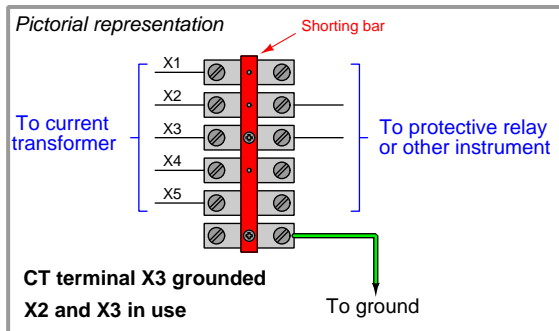 Pictorial representation
Shorting bar
X1
X2
X3
X4
X5
To current
transformer
To protective relay
or other instrument
CT terminal X3 grounded
X2 and X3 in use
To ground